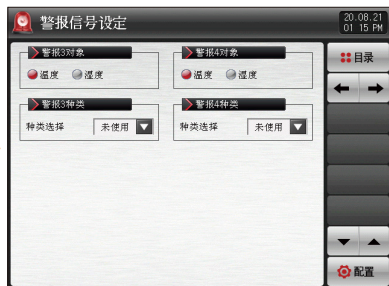 警报信号设定
20.08.21
01 15 PM
警报3对象
警报4对象
温度 湿度
温度 湿度
警报3种类
警报4种类
种类选择 未使用
种类选择 未使用
目录
配置